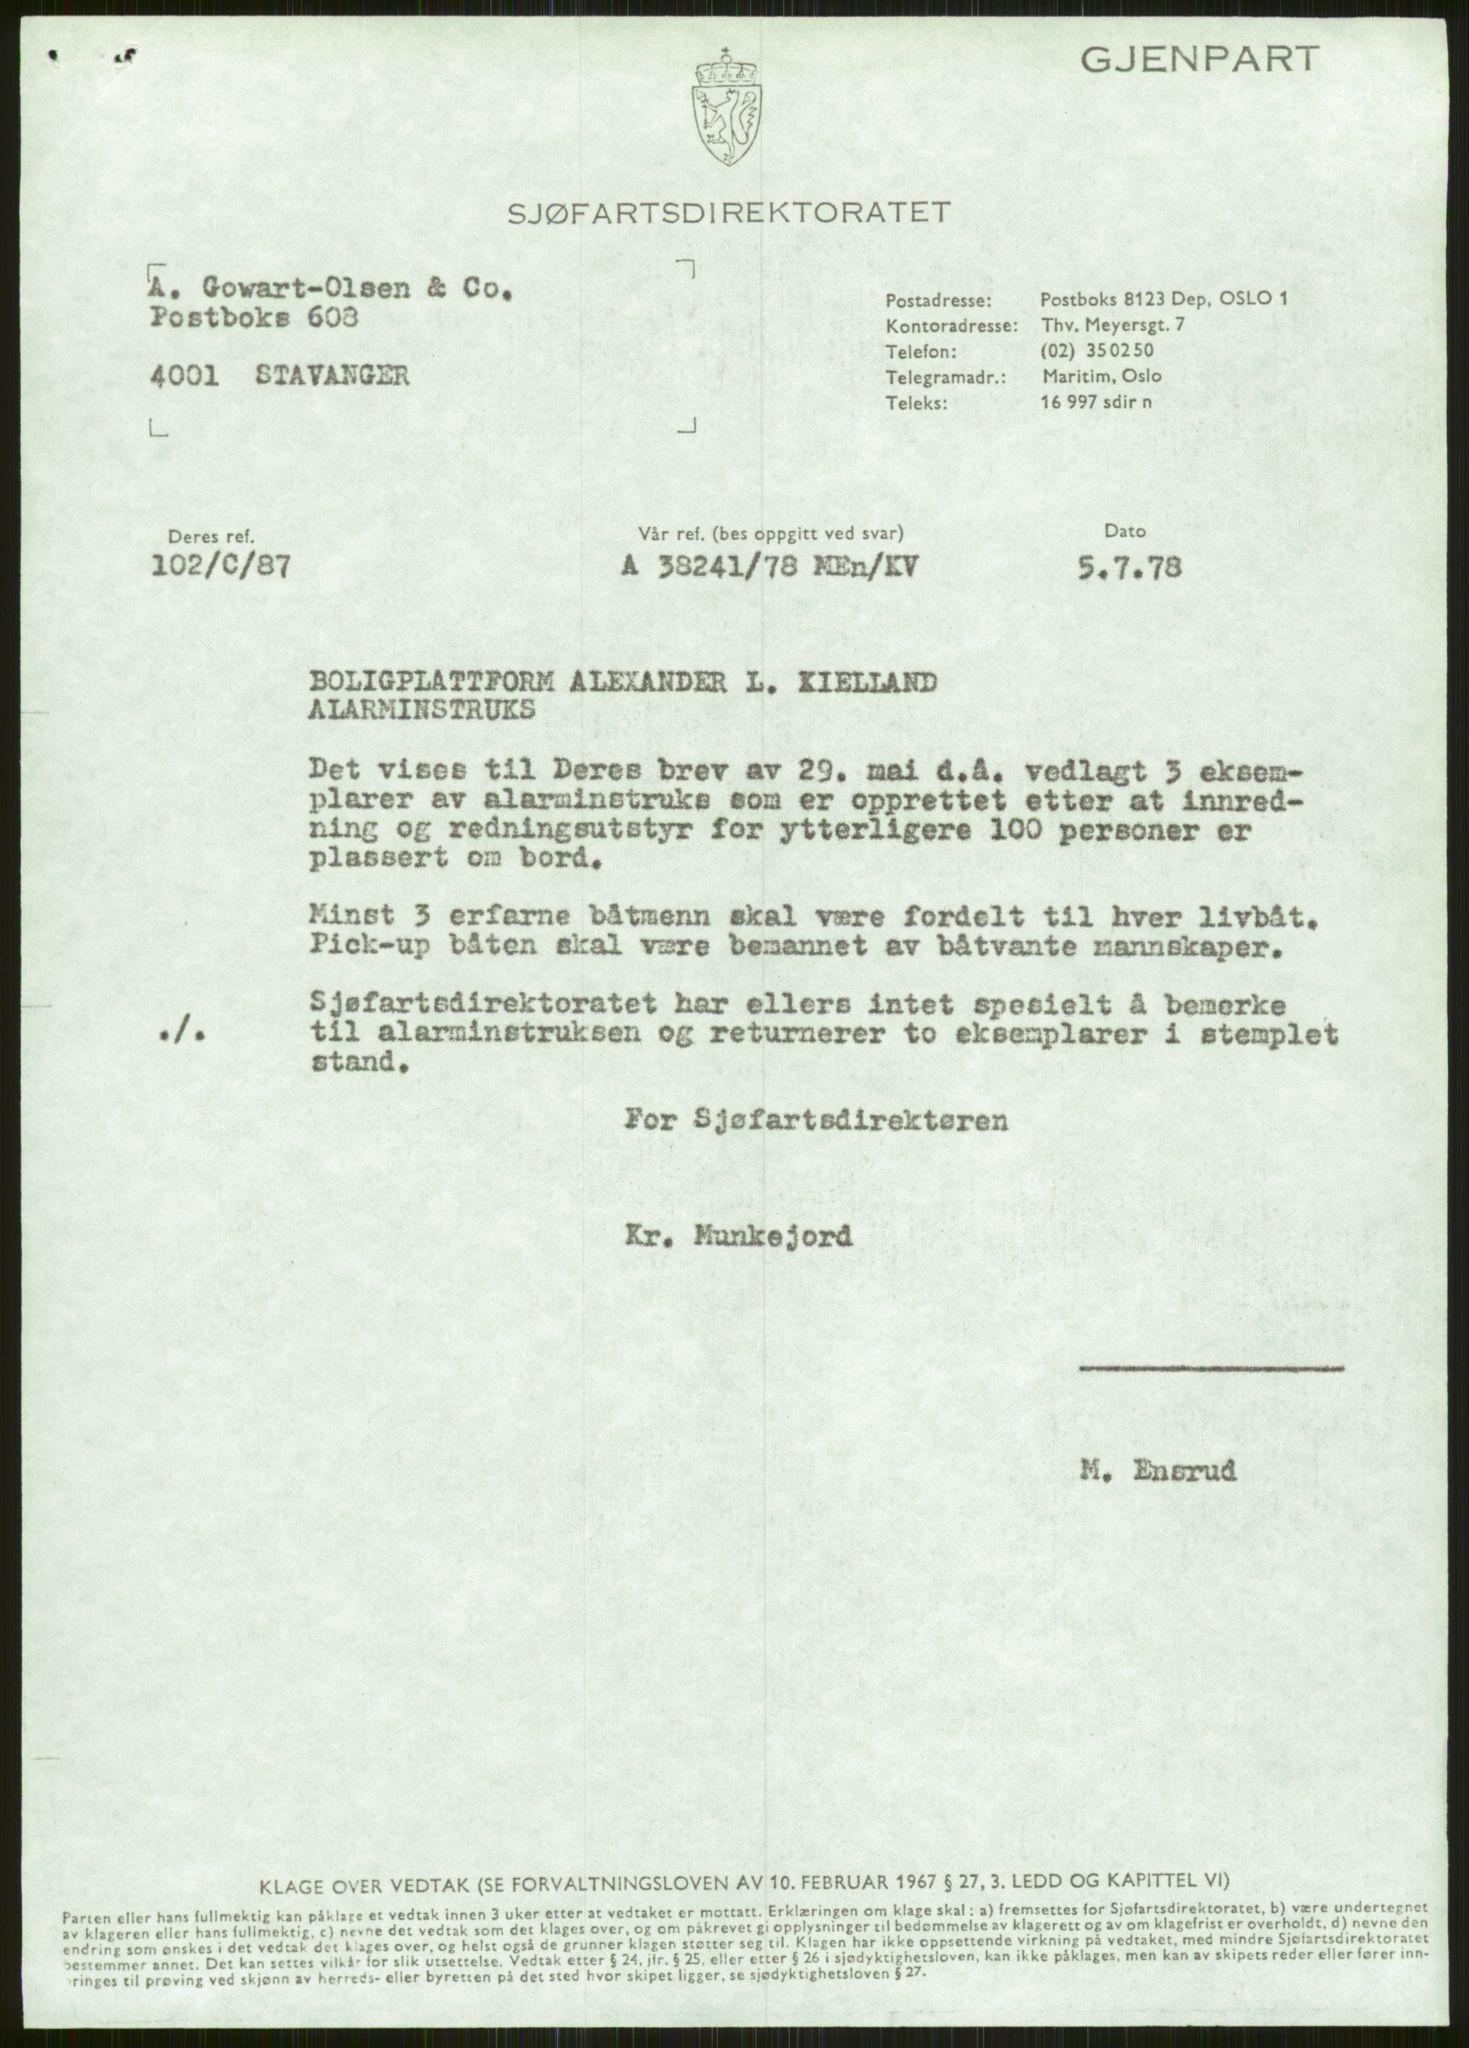 GJENPART
SJØFARTSDIREKTORATET
A. Gowart-Olsen & Co.
Postboks 608
4001 STAVANGER
Postadresse: Postboks 8123 Dep, OSLO 1
Kontoradresse: Thv. Meyersgt. 7
Telefon: (02) 350250
Telegramadr.: Maritim, Oslo
Teleks: 16 997 sdir n
Deres ref. Vår ref. (bes oppgitt ved svar) Dato
102/C/87 A 38241/78 MEn/KV 5.7.78
BOLIGPLATTFORM ALEXANDER L. KIELLAND
ALARMINSTRUKS
Det vises til Deres brev av 29. mai d.å. vedlagt 3 eksem-
plarer av alarminstruks som er opprettet etter at innred-
ning og redningsutstyr for ytterligere 100 personer er
plassert om bord.
Minst 3 erfarne båtmenn skal være fordelt til hver livbåt.
Pick-up båten skal være bemannet av båtvante mannskaper.
Sjøfartsdirektoratet har ellers intet spesielt å bemerke
./. til alarminstruksen og returnerer to eksemplarer i stemplet
stand.
For Sjøfartsdirektøren
Kr. Munkejord
M. Ensrud
KLAGE OVER VEDTAK (SE FORVALTNINGSLOVEN AV 10. FEBRUAR 1967 § 27, 3. LEDD OG KAPITTEL VI)
Parten eller hans fullmektig kan påklage et vedtak innen 3 uker etter at vedtaket er mottatt. Erklæringen om klage skal: a) fremsettes for Sjøfartsdirektoratet, b) være undertegnet
av klageren eller hans fullmektig, c) nevne det vedtak som det klages over, og om påkrevet gi opplysninger til bedømmelse av klagerett og av om klagefrist er overholdt, d) nevne den
endring som ønskes i det vedtak det klages over, og helst også de grunner klagen støtter seg til. Klagen har ikke oppsettende virkning på vedtaket, med mindre Sjøfartsdirektoratet
bestemmer annet. Det kan settes vilkår for slik utsettelse. Vedtak etter § 24, jfr. § 25, eller etter § 26 i sjødyktighetsloven, kan ikke påklages, men kan av skipets reder eller fører inn-
bringes til prøving ved skjønn av herreds- eller byretten på det sted hvor skipet ligger, se sjødyktighetsloven § 27.